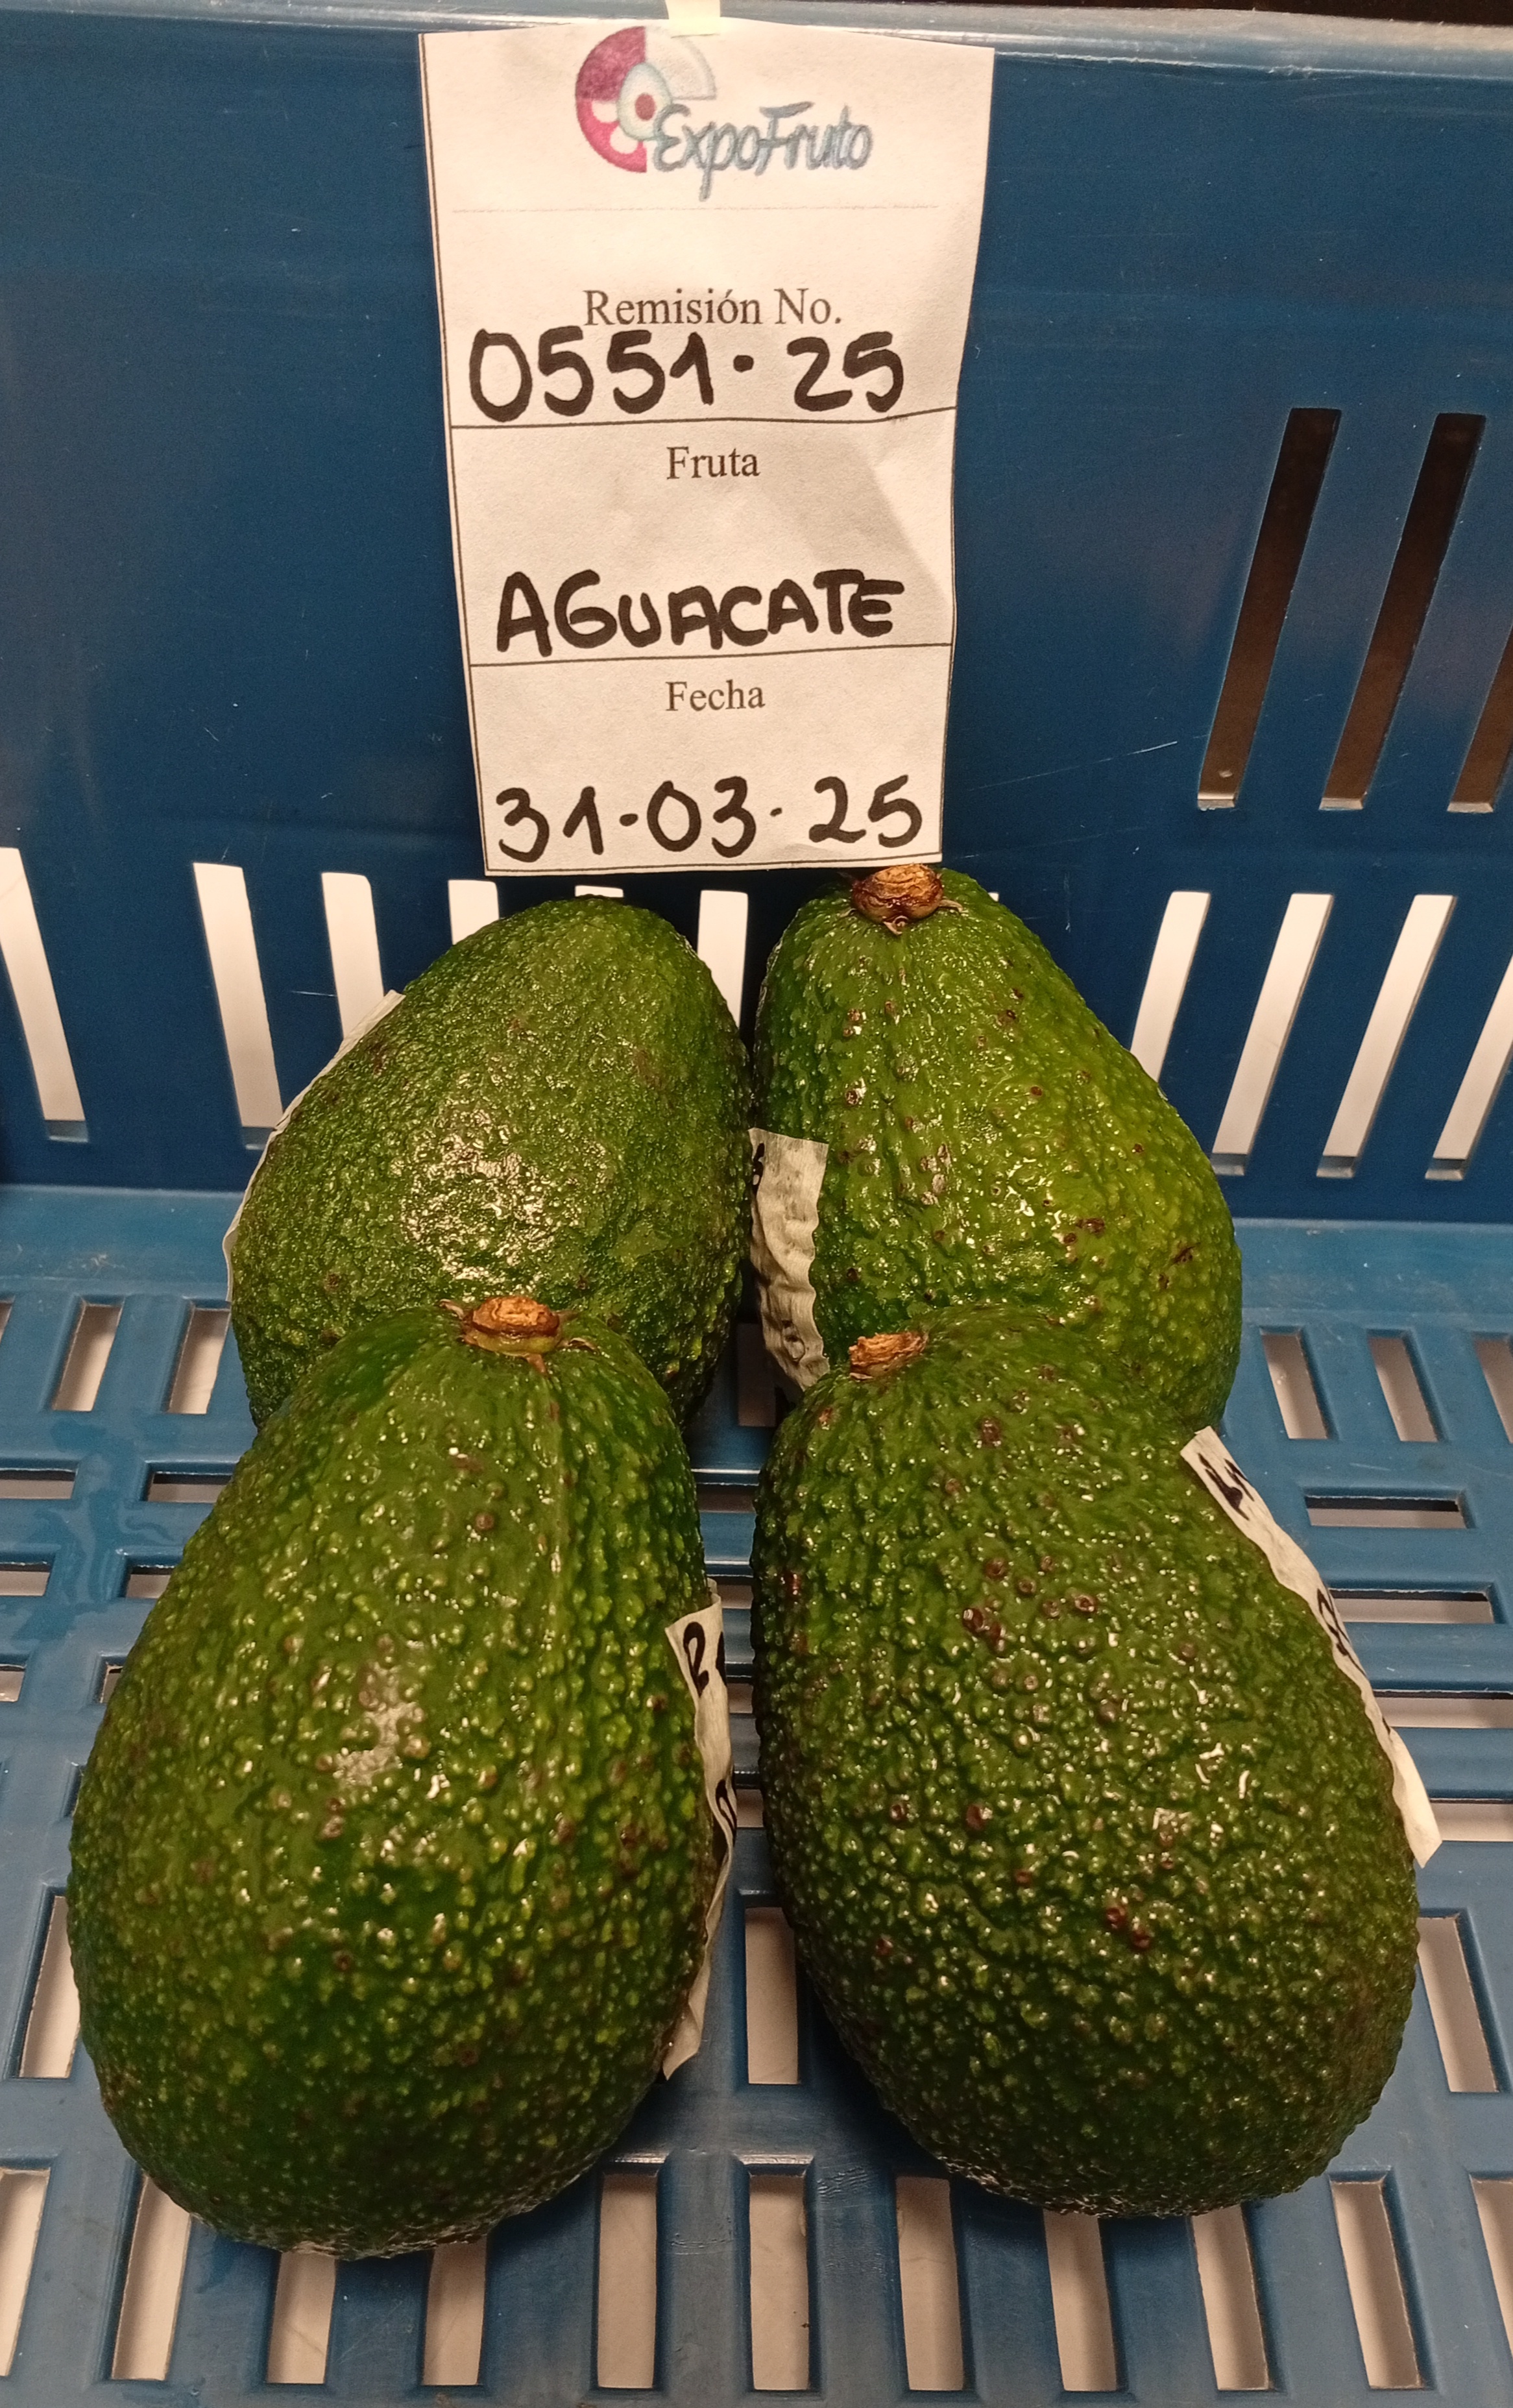 ExpoFruto
Remisión No.
0551-25
Fruta
AGUACATE
Fecha
31-03-25